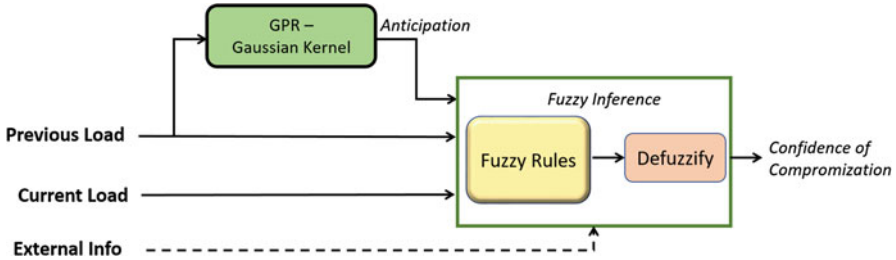 GPR –
Gaussian Kernel
Anticipation
Fuzzy Inference
Previous Load
Fuzzy Rules
Defuzzify
Confidence of
Compromization
Current Load
External Info